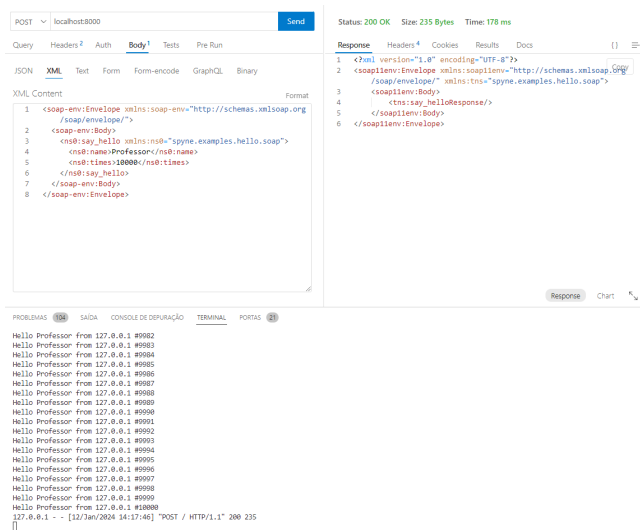 POST localhost:8000 Send
Status: 200 OK Size: 235 Bytes Time: 178 ms
Query Headers 2 Auth Body 1 Tests Pre Run
Response Headers 4 Cookies Results Docs {}
JSON XML Text Form Form-encode GraphQL Binary
XML Content Format
1 <soap-env:Envelope xmlns:soap-env="http://schemas.xmlsoap.org
/soap/envelope/">
2 <soap-env:Body>
3 <ns0:say_hello xmlns:ns0="spyne.examples.hello.soap">
4 <ns0:name>Professor</ns0:name>
5 <ns0:times>10000</ns0:times>
6 </ns0:say_hello>
7 </soap-env:Body>
8 </soap-env:Envelope>
1 <?xml version="1.0" encoding="UTF-8"?>
Copy
2 <soap11env:Envelope xmlns:soap11env="http://schemas.xmlsoap.org
/soap/envelope/" xmlns:tns="spyne.examples.hello.soap">
3 <soap11env:Body>
4 <tns:say_helloResponse/>
5 </soap11env:Body>
6 </soap11env:Envelope>
Response Chart
PROBLEMAS 104 SAÍDA CONSOLE DE DEPURAÇÃO TERMINAL PORTAS 21
Hello Professor from 127.0.0.1 #9982
Hello Professor from 127.0.0.1 #9983
Hello Professor from 127.0.0.1 #9984
Hello Professor from 127.0.0.1 #9985
Hello Professor from 127.0.0.1 #9986
Hello Professor from 127.0.0.1 #9987
Hello Professor from 127.0.0.1 #9988
Hello Professor from 127.0.0.1 #9989
Hello Professor from 127.0.0.1 #9990
Hello Professor from 127.0.0.1 #9991
Hello Professor from 127.0.0.1 #9992
Hello Professor from 127.0.0.1 #9993
Hello Professor from 127.0.0.1 #9994
Hello Professor from 127.0.0.1 #9995
Hello Professor from 127.0.0.1 #9996
Hello Professor from 127.0.0.1 #9997
Hello Professor from 127.0.0.1 #9998
Hello Professor from 127.0.0.1 #9999
Hello Professor from 127.0.0.1 #10000
127.0.0.1 - - [12/Jan/2024 14:17:46] "POST / HTTP/1.1" 200 235